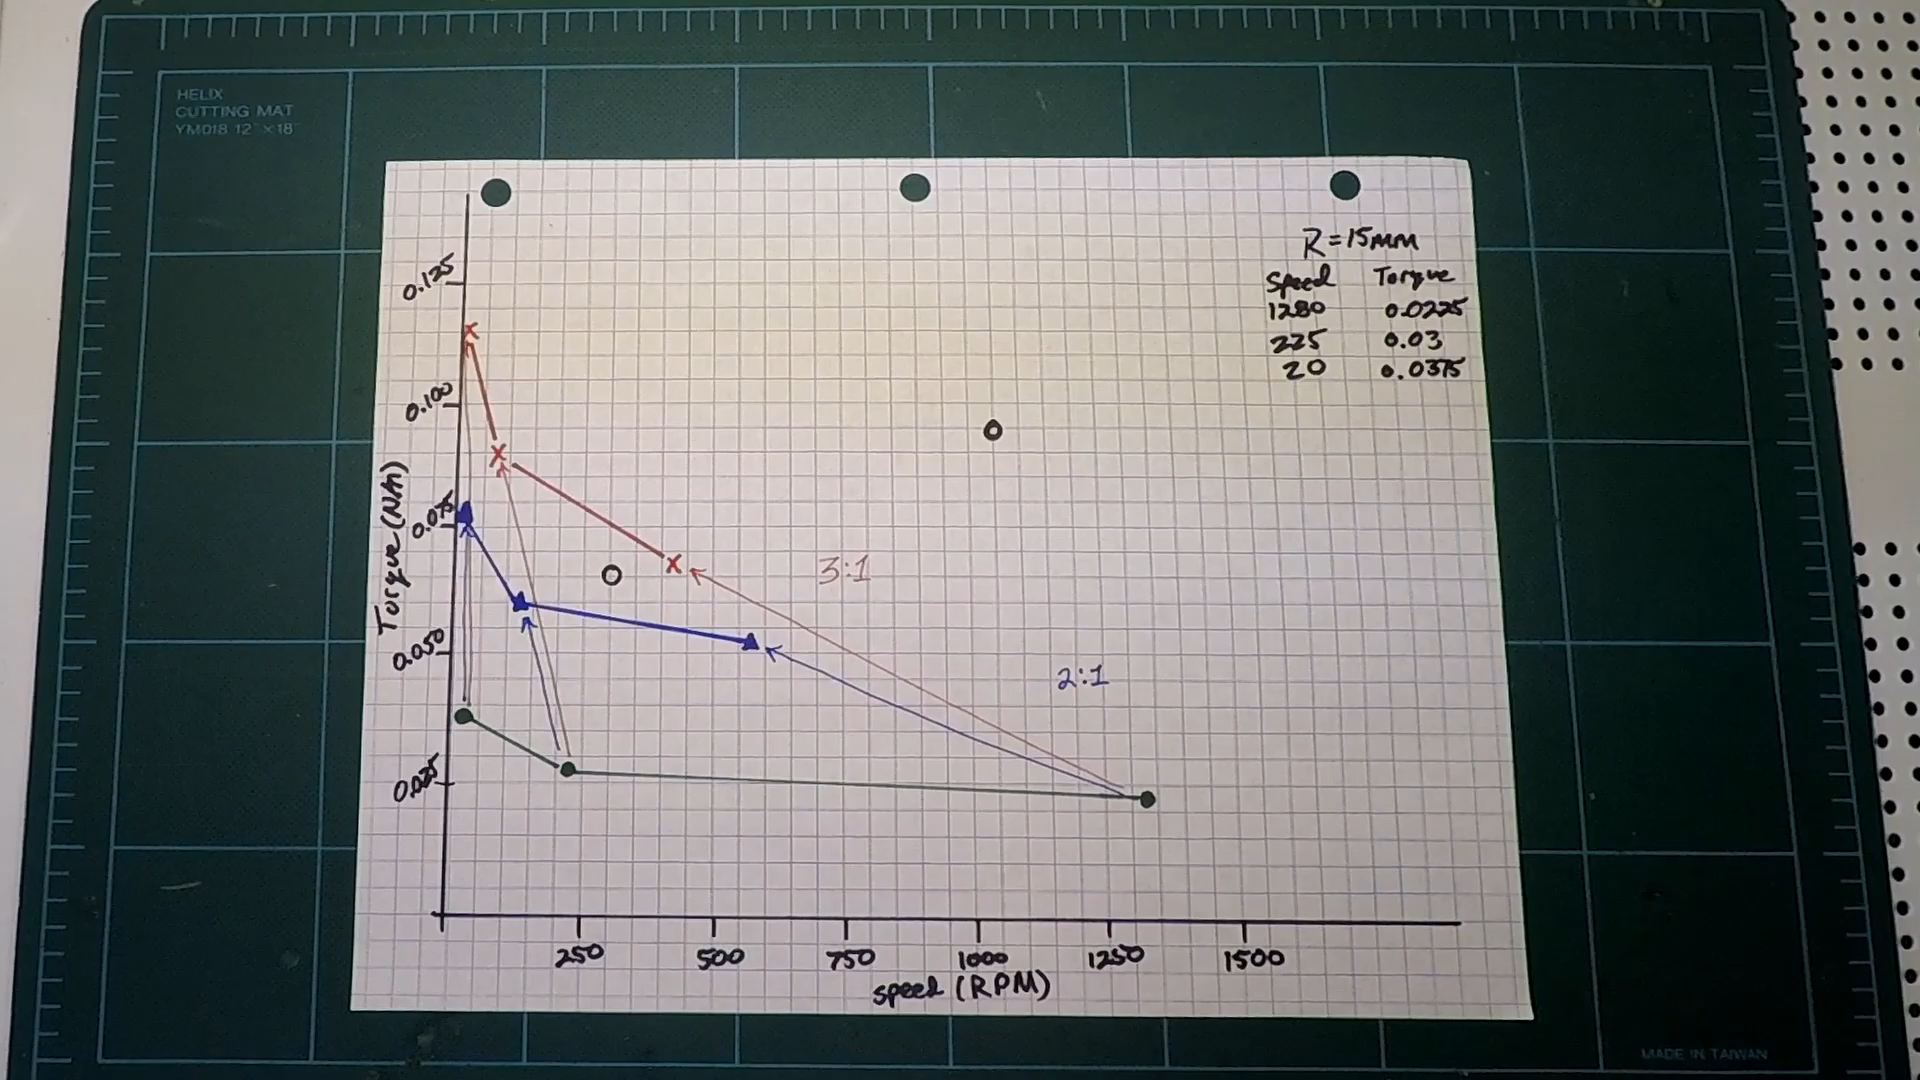 HELIX
CUTTING MAT
YM018 12" × 18"
R = 15mm
Speed Torque
1280 0.0225
225 0.03
20 0.0375
0.125
0.100
0.075
0.050
0.025
Torque (NM)
3:1
2:1
250 500 750 1000 1250 1500
speed (RPM)
MADE IN TAIWAN